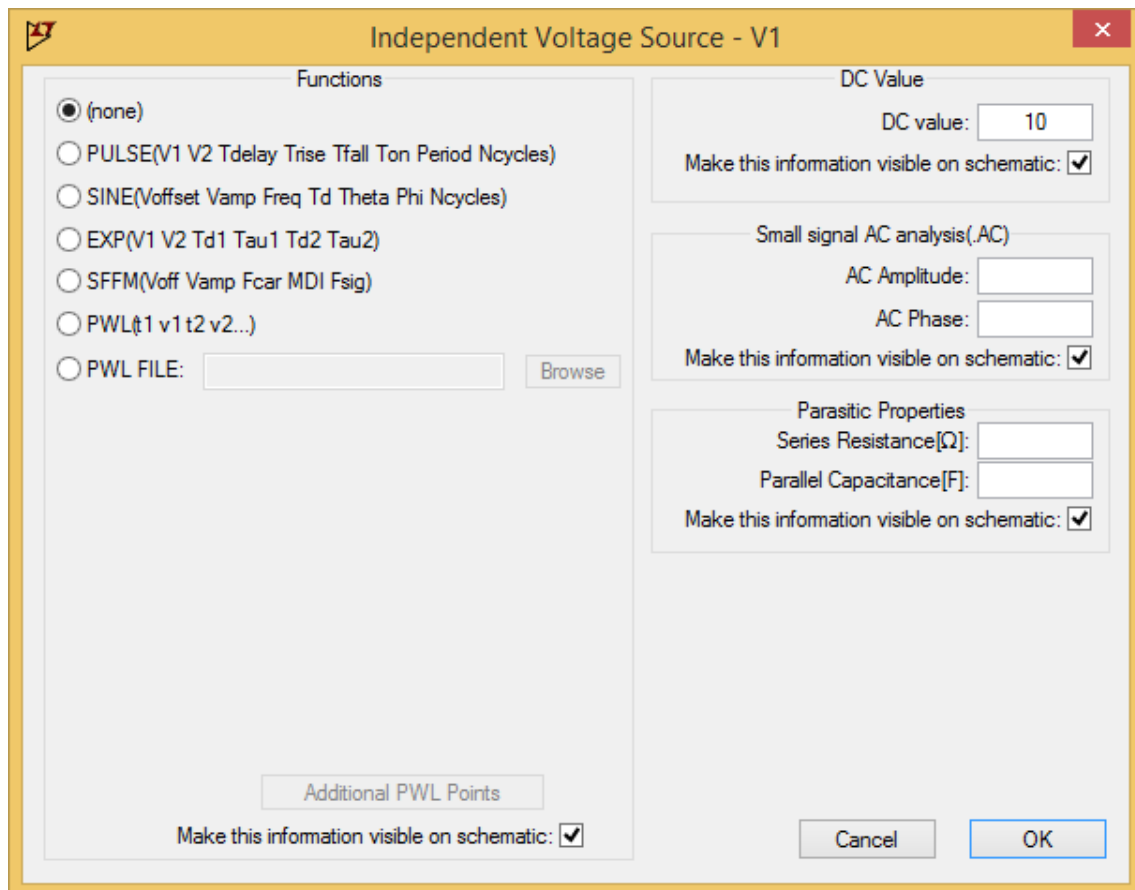 Independent Voltage Source - V1
Functions
(none)
PULSE(V1 V2 Tdelay Trise Tfall Ton Period Ncycles)
SINE(Voffset Vamp Freq Td Theta Phi Ncycles)
EXP(V1 V2 Td1 Tau1 Td2 Tau2)
SFFM(Voff Vamp Fcar MDI Fsig)
PWL(t1 v1 t2 v2...)
PWL FILE:
Browse
Additional PWL Points
Make this information visible on schematic:
DC Value
DC value: 10
Make this information visible on schematic:
Small signal AC analysis(.AC)
AC Amplitude:
AC Phase:
Make this information visible on schematic:
Parasitic Properties
Series Resistance[Ω]:
Parallel Capacitance[F]:
Make this information visible on schematic:
Cancel
OK